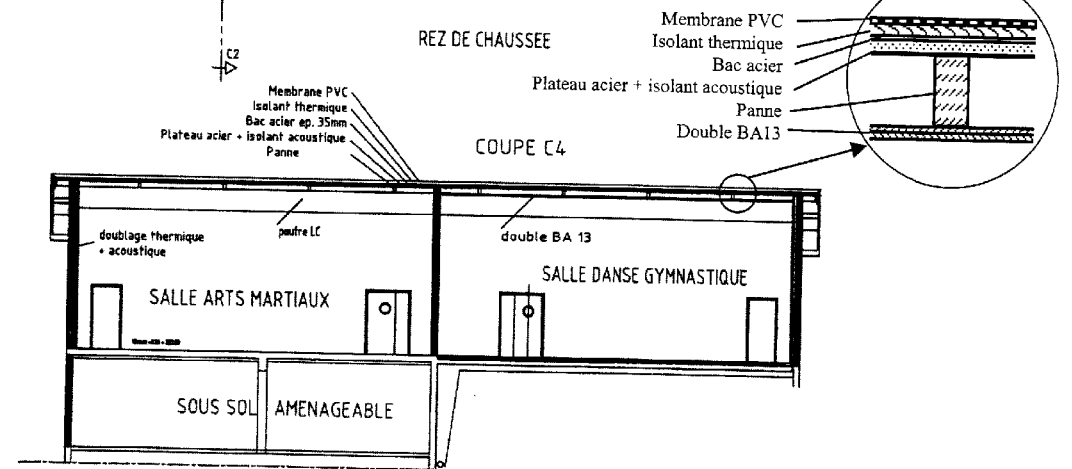 C2
REZ DE CHAUSSEE
Membrane PVC
Isolant thermique
Bac acier
Plateau acier + isolant acoustique
Panne
Double BA13
Membrane PVC
Isolant thermique
Bac acier ep. 35mm
Plateau acier + isolant acoustique
Panne
COUPE C4
doublage thermique
+ acoustique
poutre LC
double BA 13
SALLE ARTS MARTIAUX
SALLE DANSE GYMNASTIQUE
SOUS SOL AMENAGEABLE